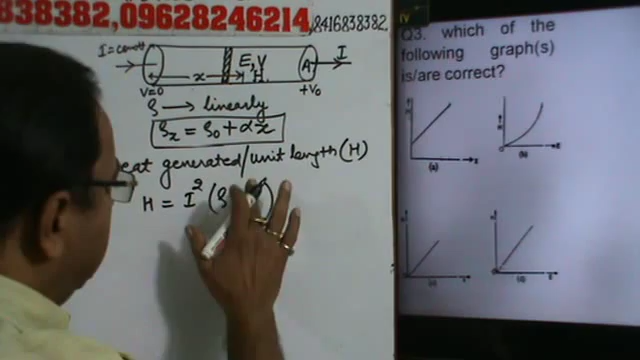 838382,09628246214,8416838382
I = const
E, V
H
A
I
x
V=0
+V₀
ρ → linearly
ρₓ = ρ₀ + αx
eat generated/unit length (H)
H = I² (
Q3. which of the
following graph(s)
is/are correct?
(a)
(b)
(c)
(d)